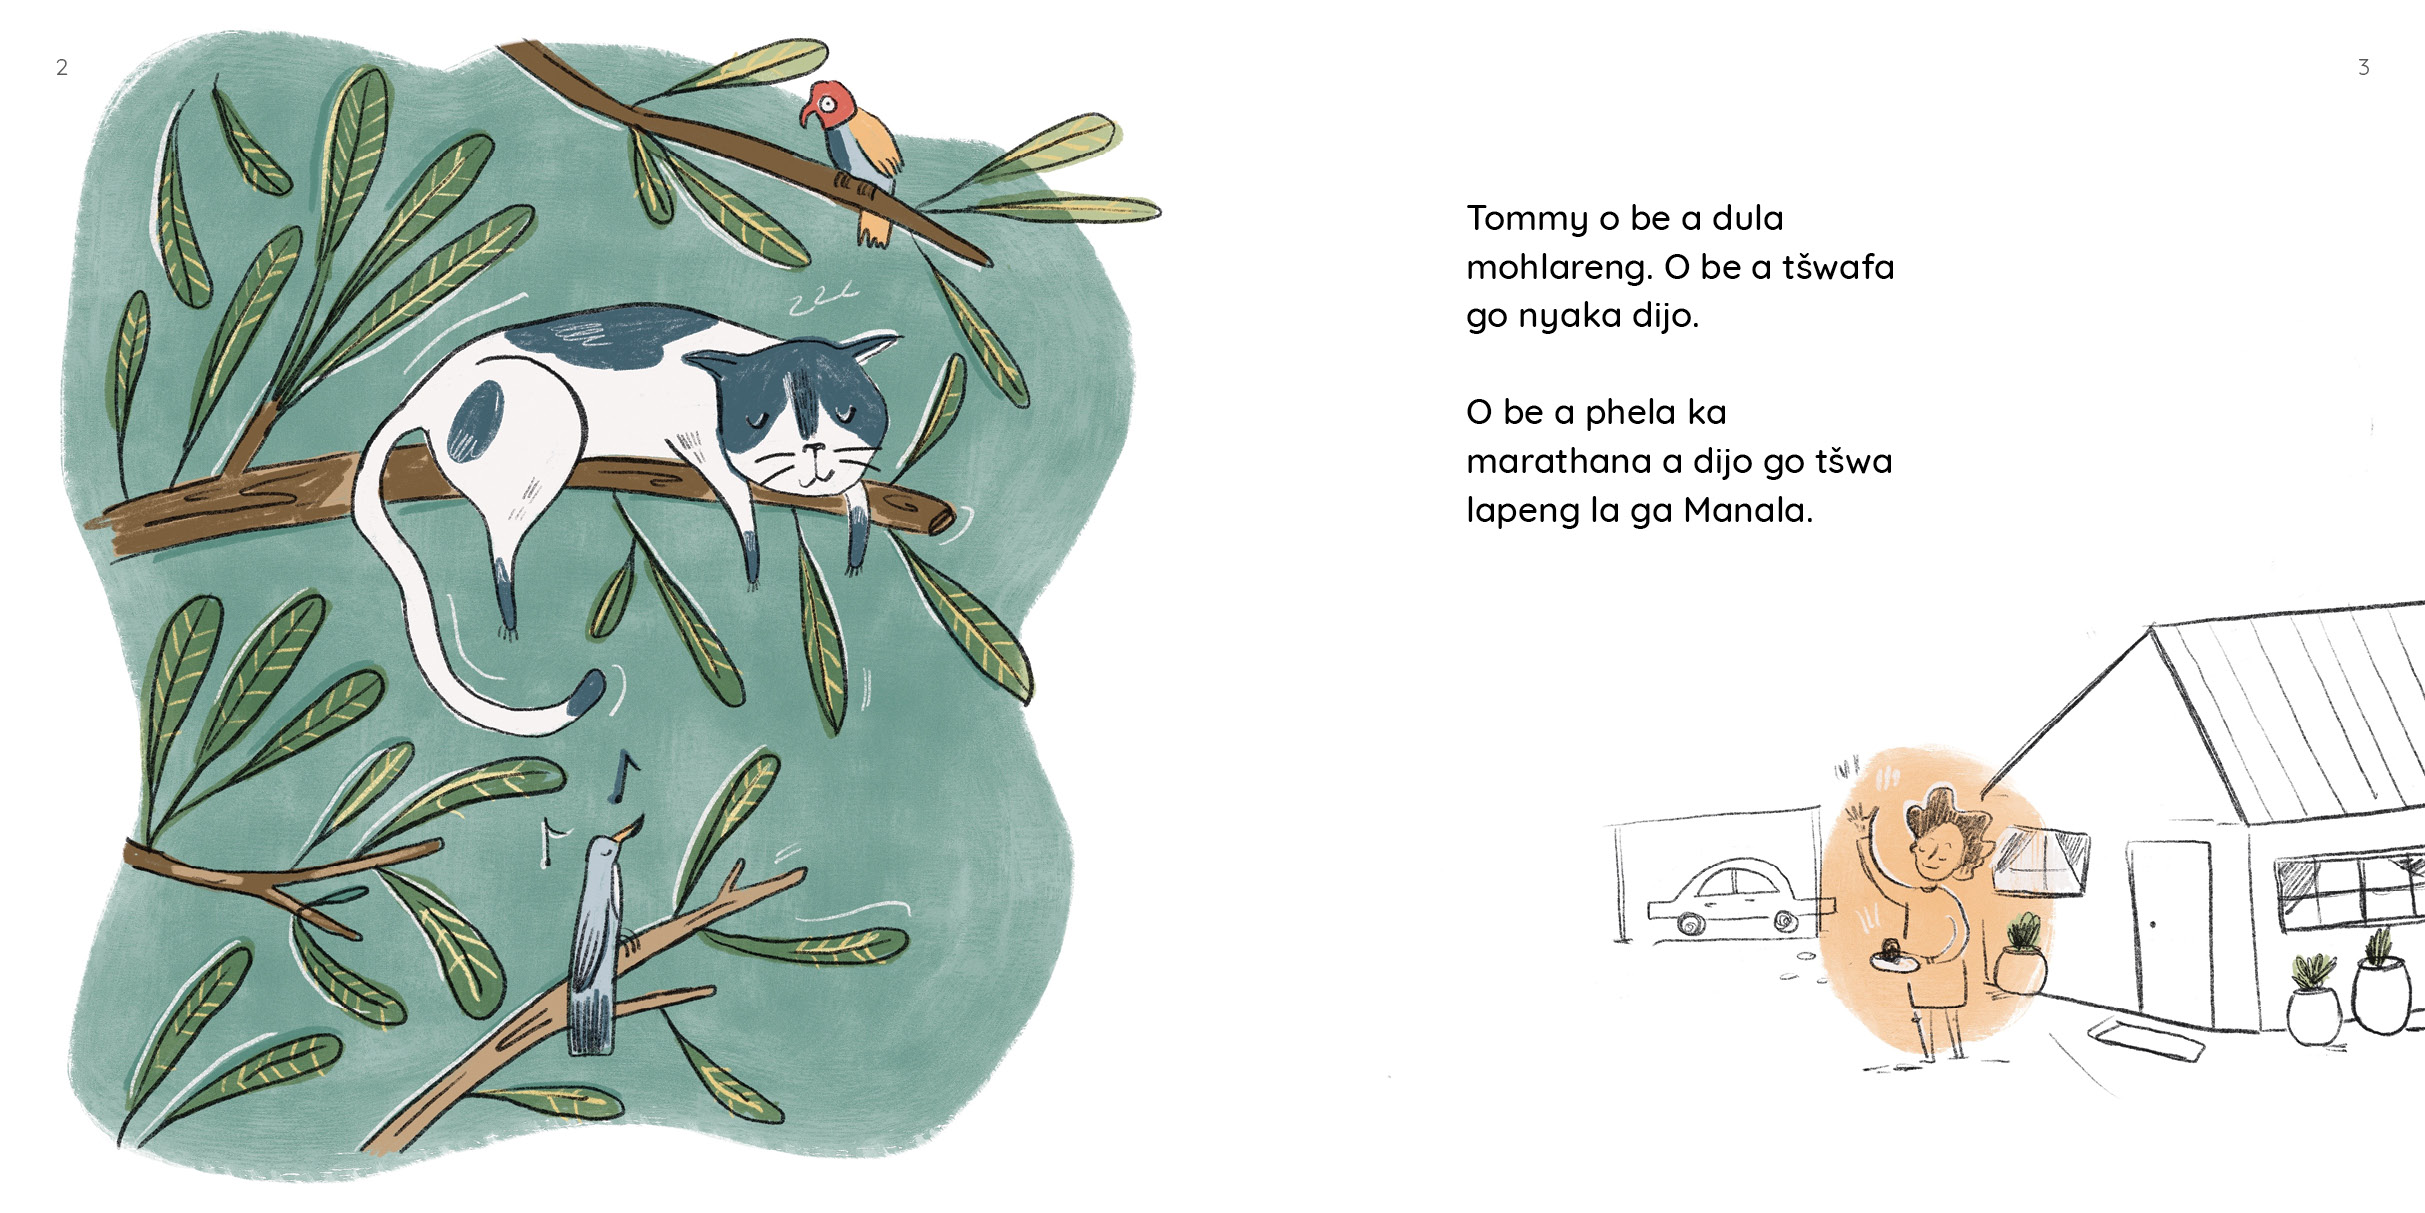 2
3
Tommy o be a dula
mohlareng. O be a tšwafa
go nyaka dijo.
O be a phela ka
marathana a dijo go tšwa
lapeng la ga Manala.